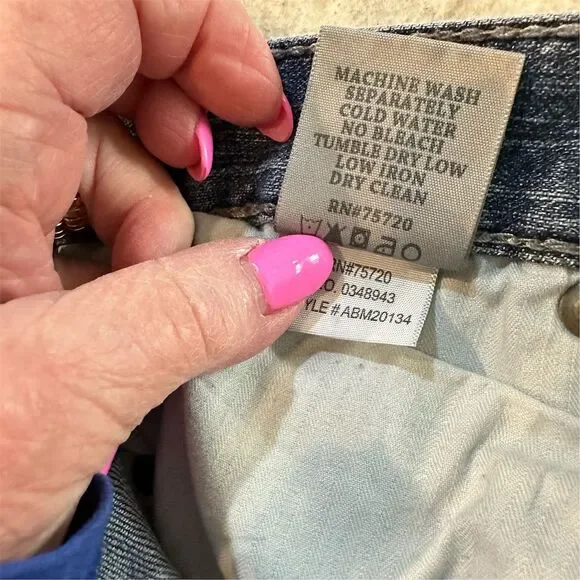 MACHINE WASH
SEPARATELY
COLD WATER
NO BLEACH
TUMBLE DRY LOW
LOW IRON
DRY CLEAN
RN#75720
RN#75720
O. 0348943
YLE # ABM20134